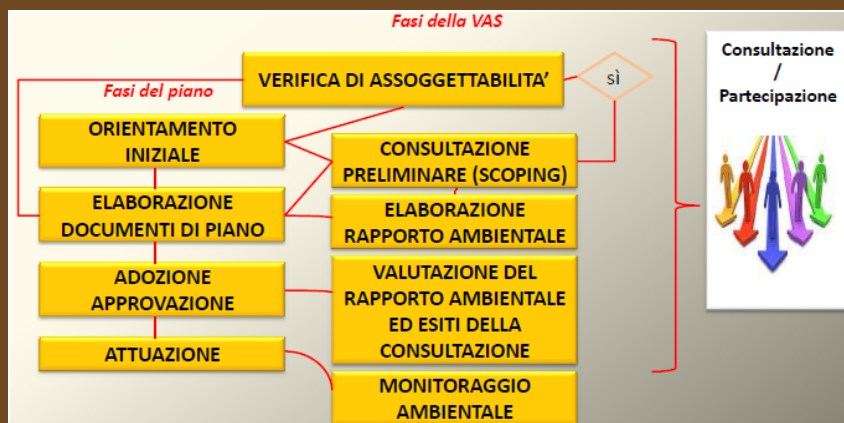 Fasi della VAS
VERIFICA DI ASSOGGETTABILITA'
sì
Fasi del piano
ORIENTAMENTO
INIZIALE
CONSULTAZIONE
PRELIMINARE (SCOPING)
ELABORAZIONE
DOCUMENTI DI PIANO
ELABORAZIONE
RAPPORTO AMBIENTALE
ADOZIONE
APPROVAZIONE
VALUTAZIONE DEL
RAPPORTO AMBIENTALE
ED ESITI DELLA
CONSULTAZIONE
ATTUAZIONE
MONITORAGGIO
AMBIENTALE
Consultazione
/
Partecipazione